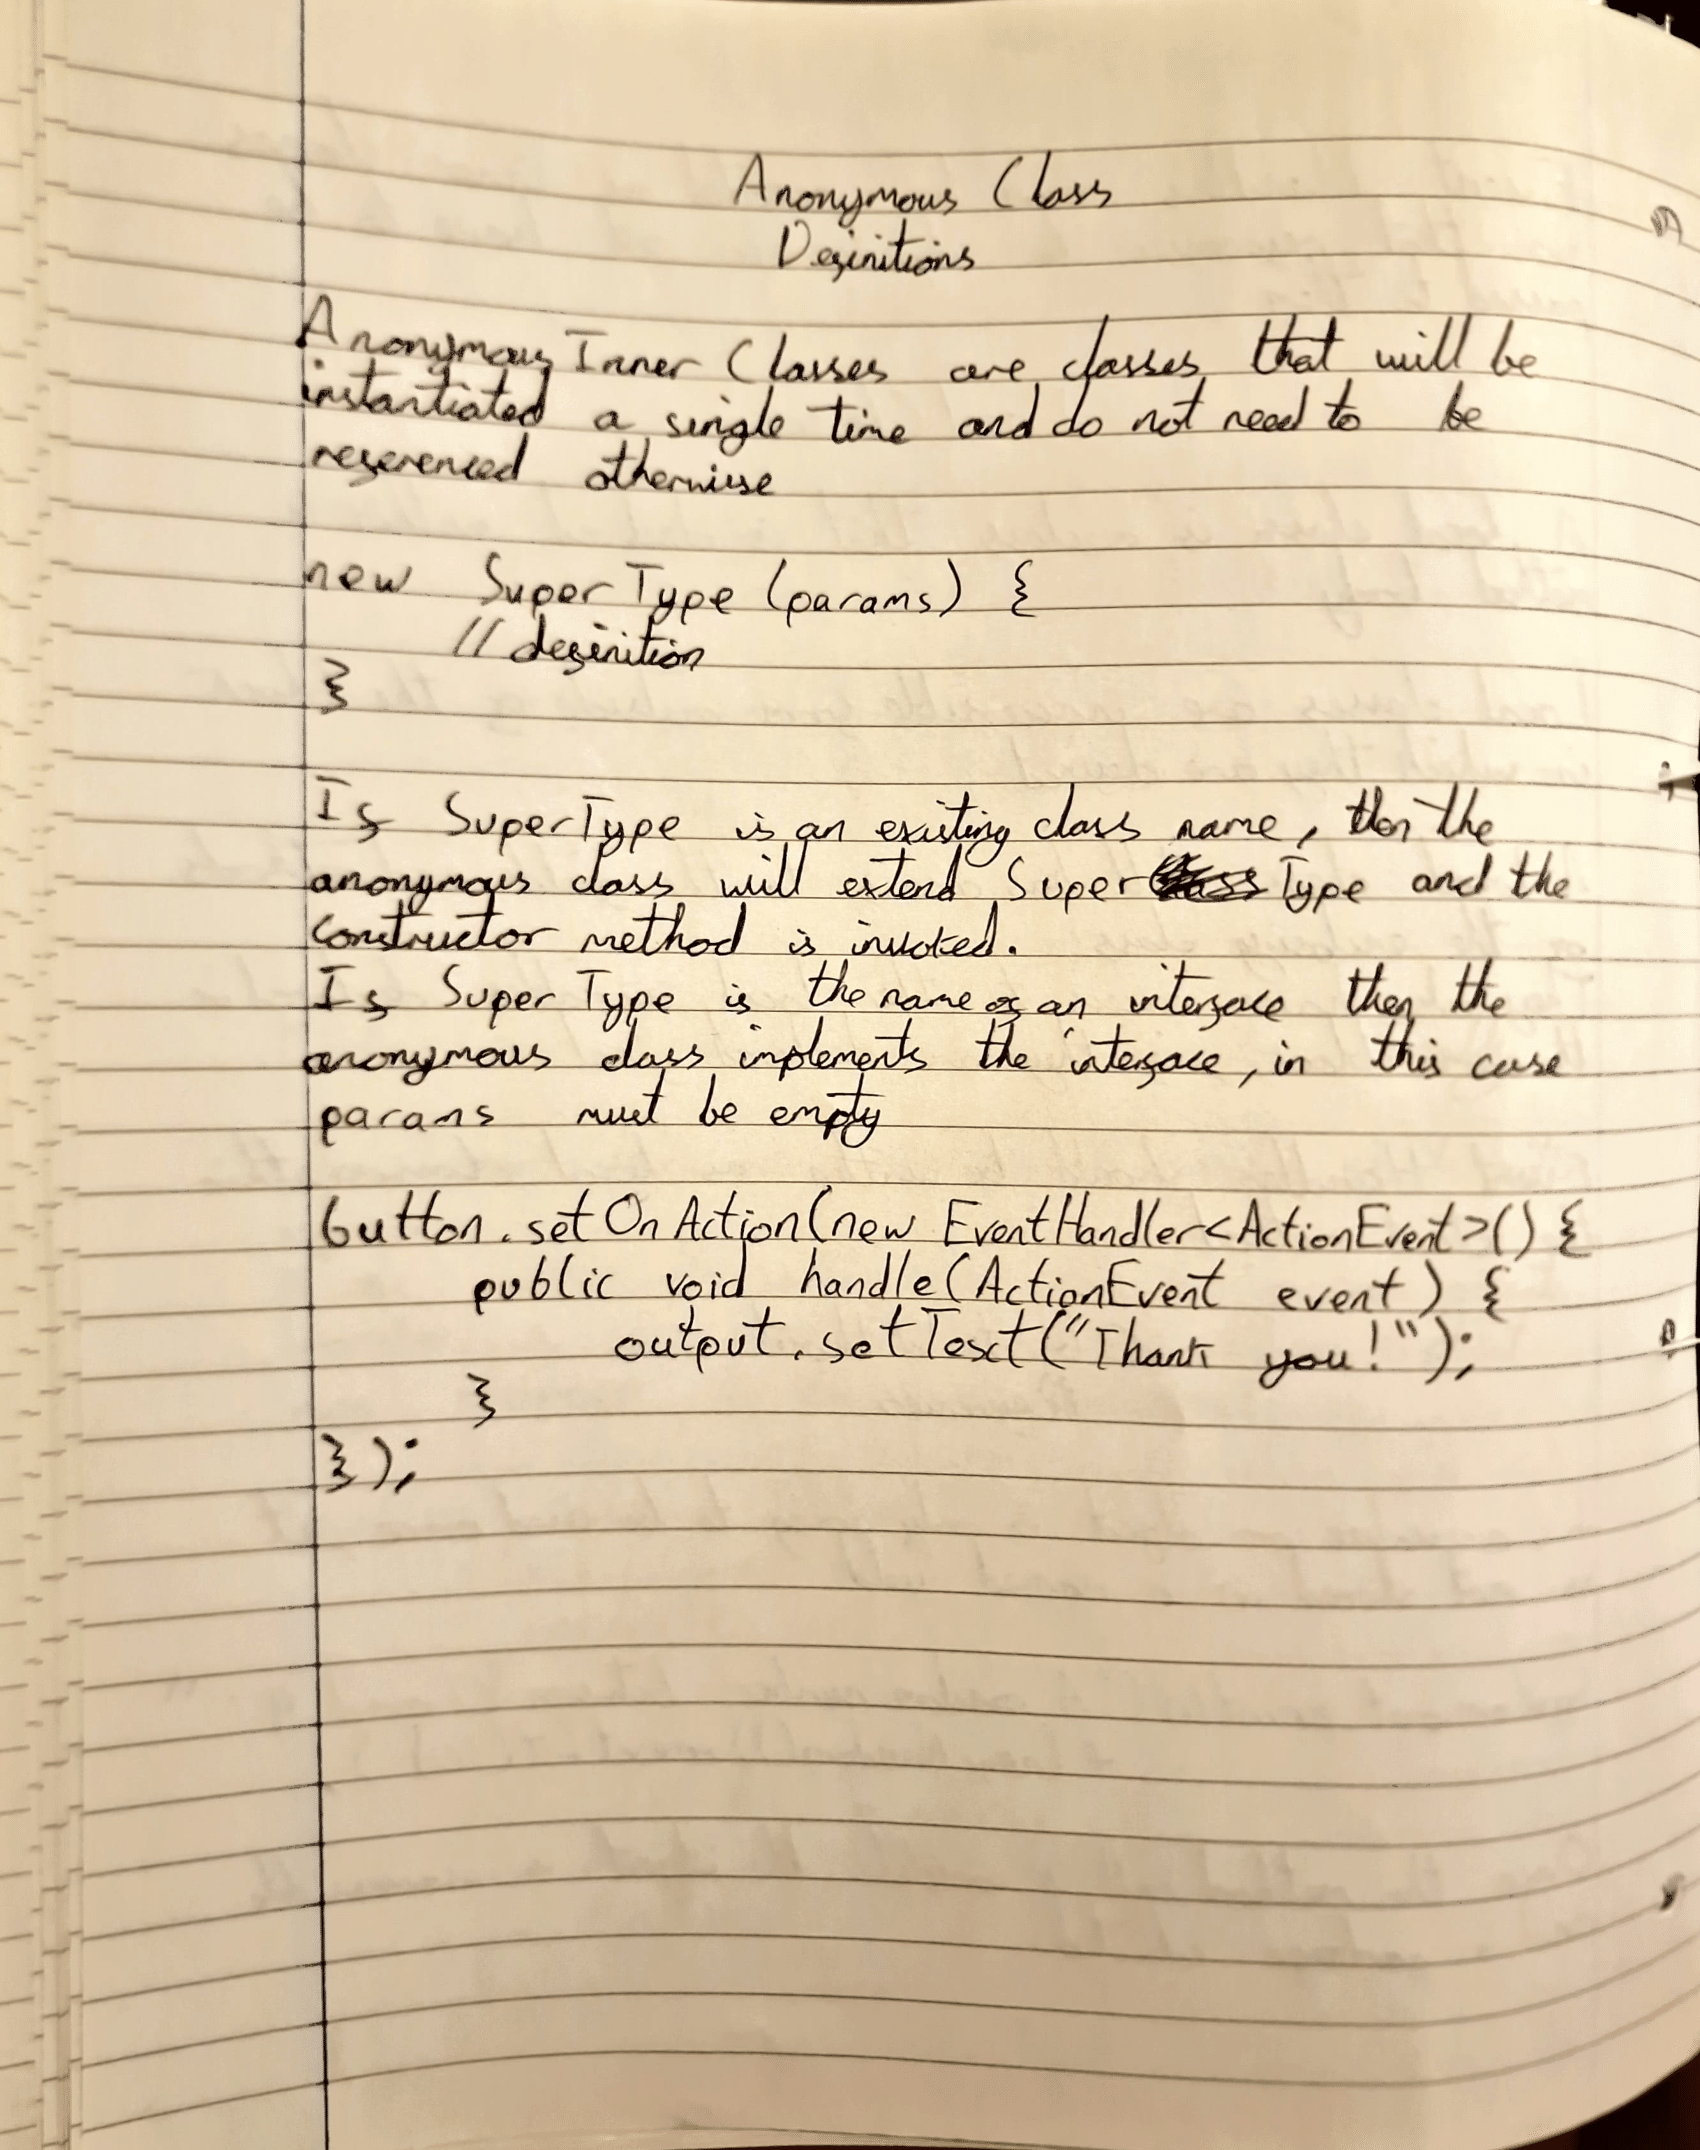 Anonymous Class
Definitions
Anonymous Inner Classes are classes that will be
instantiated a single time and do not need to be
referenced otherwise
new SuperType (params) {
// definition
}
If SuperType is an existing class name, then the
anonymous class will extend SuperType and the
constructor method is invoked.
If SuperType is the name of an interface then the
anonymous class implements the interface, in this case
params must be empty
button.setOnAction(new EventHandler<ActionEvent>() {
public void handle(ActionEvent event) {
output.setText("Thank you!");
}
});